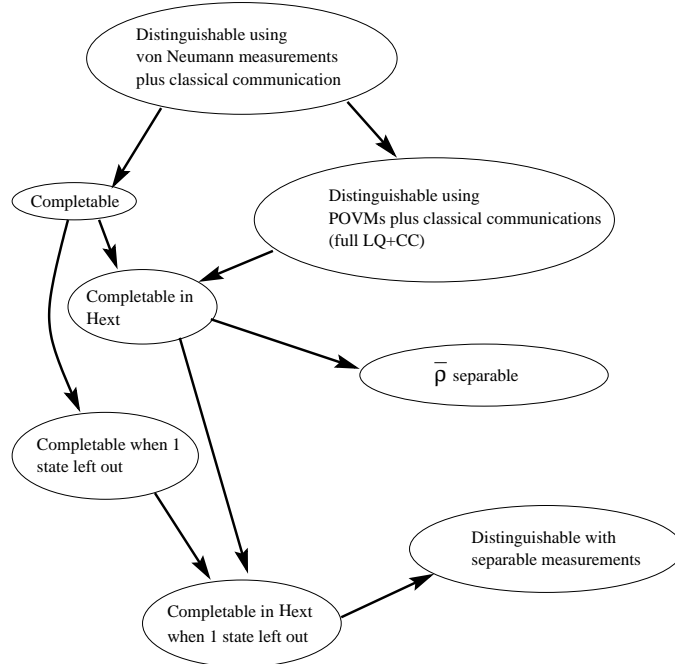 Distinguishable using
von Neumann measurements
plus classical communication
Completable
Distinguishable using
POVMs plus classical communications
(full LQ+CC)
Completable in
Hext
ρ̅ separable
Completable when 1
state left out
Distinguishable with
separable measurements
Completable in Hext
when 1 state left out